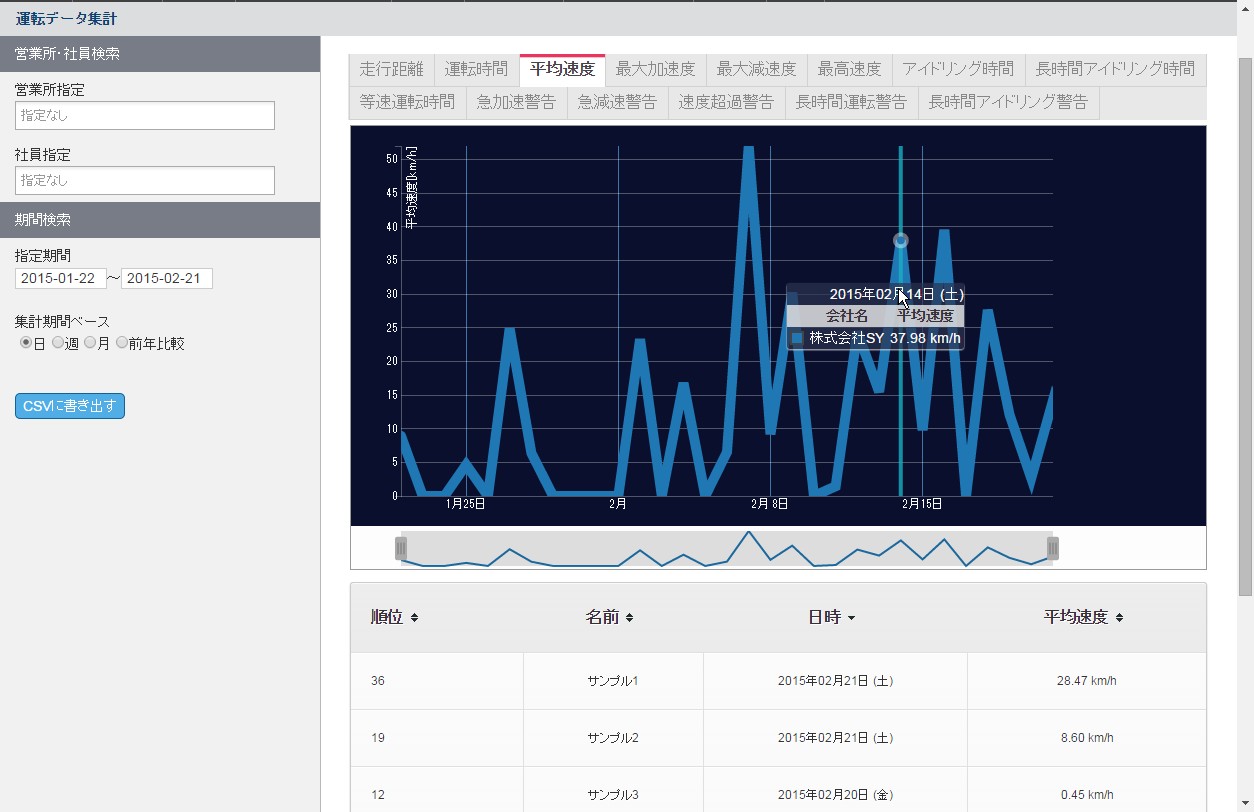 運転データ集計
営業所・社員検索
営業所指定
指定なし
社員指定
指定なし
期間検索
指定期間
2015-01-22 ～ 2015-02-21
集計期間ベース
日 週 月 前年比較
CSVに書き出す
走行距離 運転時間 平均速度 最大加速度 最大減速度 最高速度 アイドリング時間 長時間アイドリング時間
等速運転時間 急加速警告 急減速警告 速度超過警告 長時間運転警告 長時間アイドリング警告
平均速度[km/h]
50
45
40
35
30
25
20
15
10
5
0
1月25日 2月 2月 8日 2月15日
2015年02月14日 (土)
会社名 平均速度
株式会社SY 37.98 km/h
順位 名前 日時 平均速度
36 サンプル1 2015年02月21日 (土) 28.47 km/h
19 サンプル2 2015年02月21日 (土) 8.60 km/h
12 サンプル3 2015年02月20日 (金) 0.45 km/h